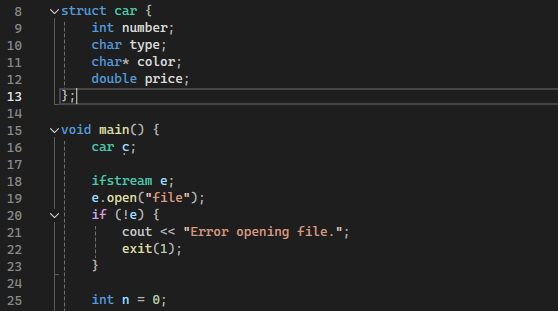 8 struct car {
9 int number;
10 char type;
11 char* color;
12 double price;
13 };
14
15 void main() {
16 car c;
17
18 ifstream e;
19 e.open("file");
20 if (!e) {
21 cout << "Error opening file.";
22 exit(1);
23 }
24
25 int n = 0;